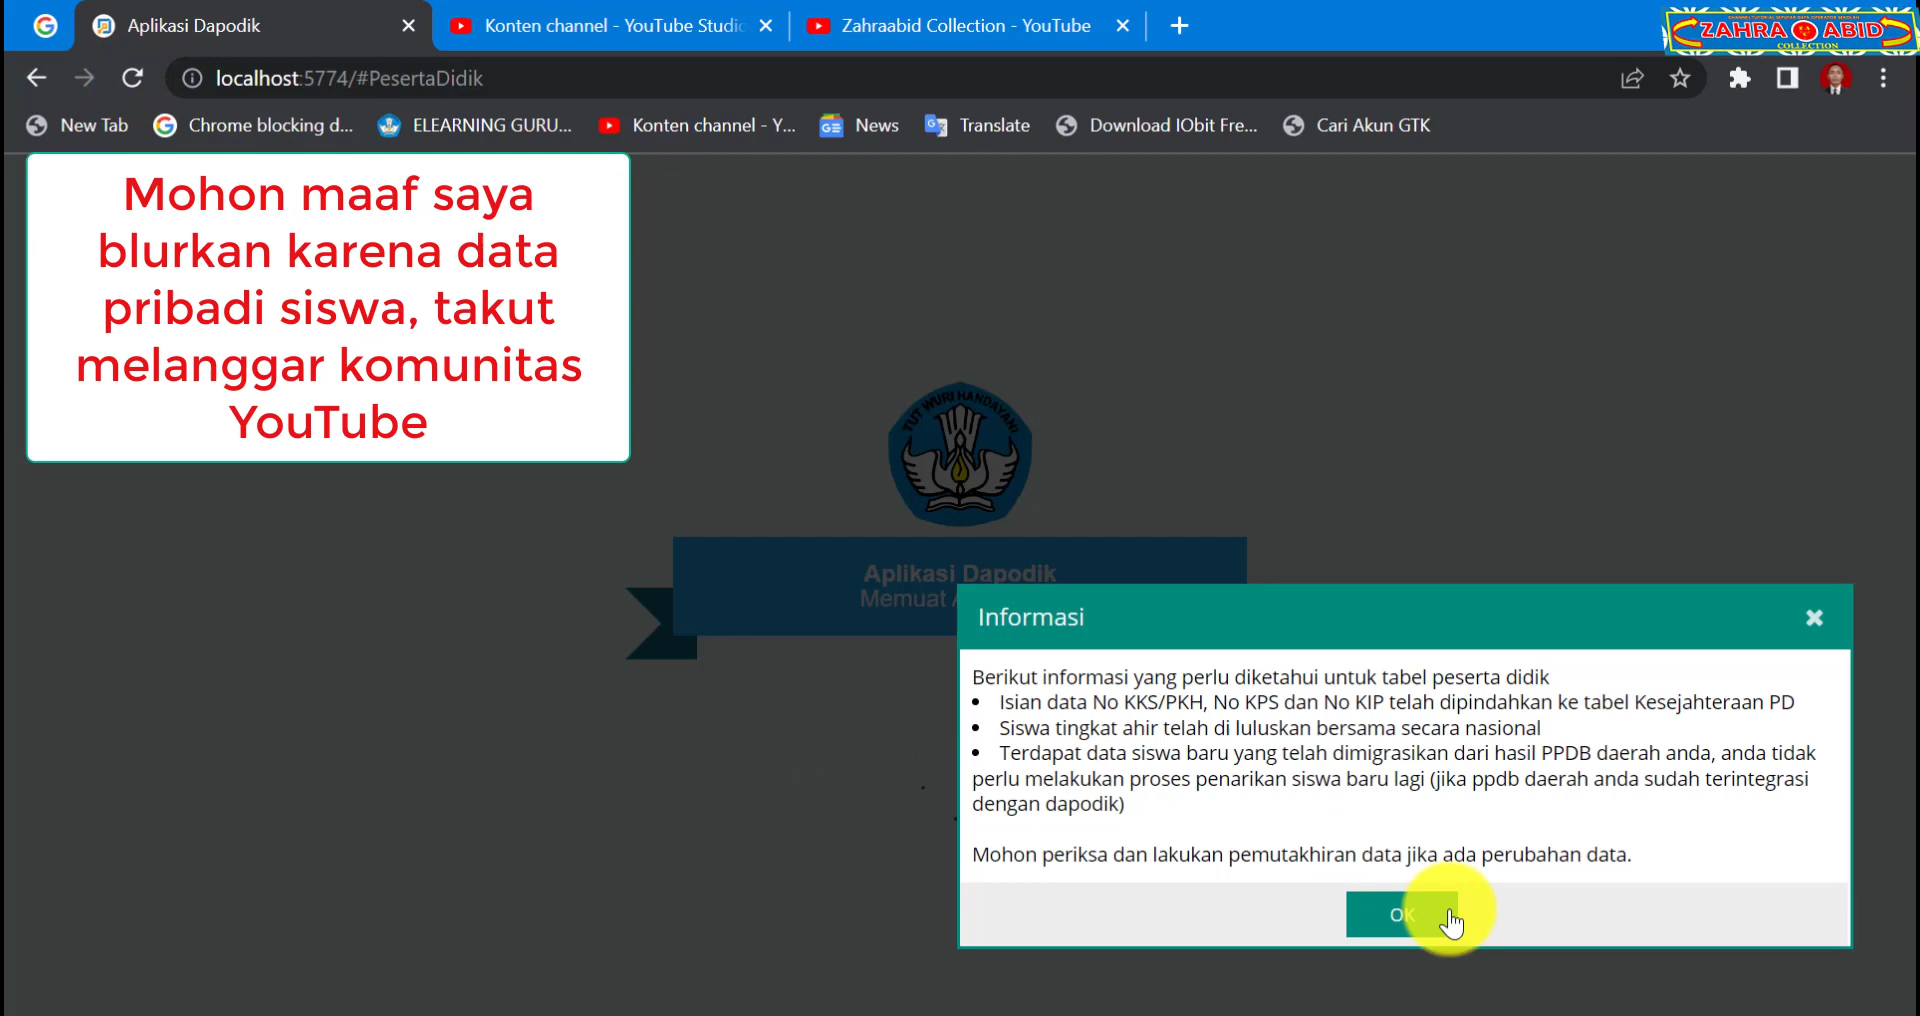 Aplikasi Dapodik
Konten channel - YouTube Studio
Zahraabid Collection - YouTube
ZAHRA ABID
COLLECTION
localhost:5774/#PesertaDidik
New Tab
Chrome blocking d...
ELEARNING GURU...
Konten channel - Y...
News
Translate
Download IObit Fre...
Cari Akun GTK
Mohon maaf saya
blurkan karena data
pribadi siswa, takut
melanggar komunitas
YouTube
TUT WURI HANDAYANI
Aplikasi Dapodik
Memuat
Informasi
Berikut informasi yang perlu diketahui untuk tabel peserta didik
• Isian data No KKS/PKH, No KPS dan No KIP telah dipindahkan ke tabel Kesejahteraan PD
• Siswa tingkat ahir telah di luluskan bersama secara nasional
• Terdapat data siswa baru yang telah dimigrasikan dari hasil PPDB daerah anda, anda tidak
perlu melakukan proses penarikan siswa baru lagi (jika ppdb daerah anda sudah terintegrasi
dengan dapodik)
Mohon periksa dan lakukan pemutakhiran data jika ada perubahan data.
OK